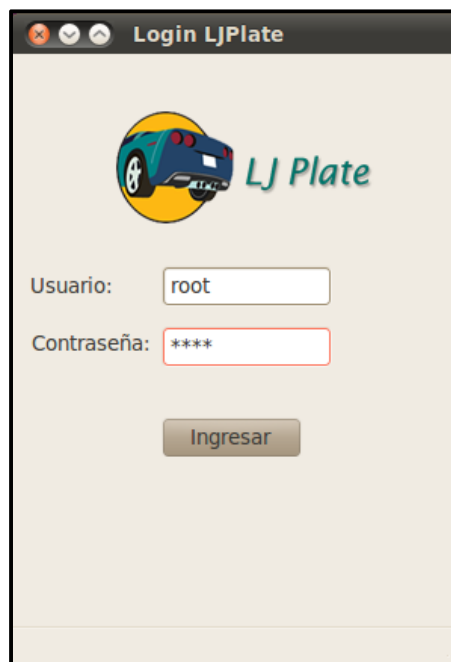 Login LJPlate
LJ Plate
Usuario:
root
Contraseña:
****
Ingresar